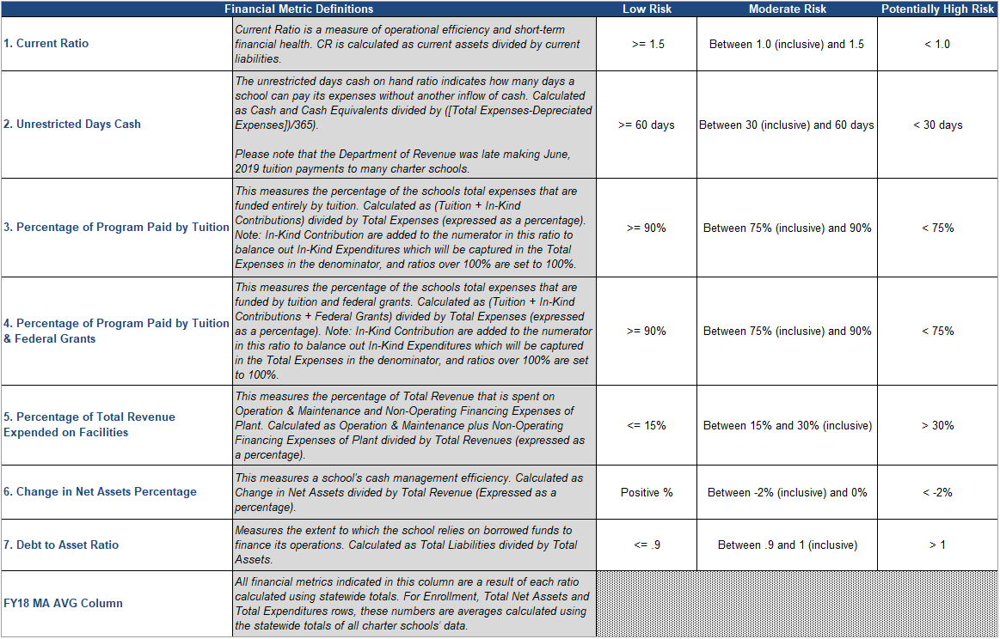 Financial Metric Definitions
Low Risk
Moderate Risk
Potentially High Risk
1. Current Ratio
Current Ratio is a measure of operational efficiency and short-term
financial health. CR is calculated as current assets divided by current
liabilities.
>= 1.5
Between 1.0 (inclusive) and 1.5
< 1.0
2. Unrestricted Days Cash
The unrestricted days cash on hand ratio indicates how many days a
school can pay its expenses without another inflow of cash. Calculated
as Cash and Cash Equivalents divided by ([Total Expenses-Depreciated
Expenses])/365).
Please note that the Department of Revenue was late making June,
2019 tuition payments to many charter schools.
>= 60 days
Between 30 (inclusive) and 60 days
< 30 days
3. Percentage of Program Paid by Tuition
This measures the percentage of the schools total expenses that are
funded entirely by tuition. Calculated as (Tuition + In-Kind
Contributions) divided by Total Expenses (expressed as a percentage).
Note: In-Kind Contribution are added to the numerator in this ratio to
balance out In-Kind Expenditures which will be captured in the Total
Expenses in the denominator, and ratios over 100% are set to 100%.
>= 90%
Between 75% (inclusive) and 90%
< 75%
4. Percentage of Program Paid by Tuition
& Federal Grants
This measures the percentage of the schools total expenses that are
funded by tuition and federal grants. Calculated as (Tuition + In-Kind
Contributions + Federal Grants) divided by Total Expenses (expressed
as a percentage). Note: In-Kind Contribution are added to the numerator
in this ratio to balance out In-Kind Expenditures which will be captured
in the Total Expenses in the denominator, and ratios over 100% are set
to 100%.
>= 90%
Between 75% (inclusive) and 90%
< 75%
5. Percentage of Total Revenue
Expended on Facilities
This measures the percentage of Total Revenue that is spent on
Operation & Maintenance and Non-Operating Financing Expenses of
Plant. Calculated as Operation & Maintenance plus Non-Operating
Financing Expenses of Plant divided by Total Revenues (expressed as
a percentage).
<= 15%
Between 15% and 30% (inclusive)
> 30%
6. Change in Net Assets Percentage
This measures a school's cash management efficiency. Calculated as
Change in Net Assets divided by Total Revenue (Expressed as a
percentage).
Positive %
Between -2% (inclusive) and 0%
< -2%
7. Debt to Asset Ratio
Measures the extent to which the school relies on borrowed funds to
finance its operations. Calculated as Total Liabilities divided by Total
Assets.
<= .9
Between .9 and 1 (inclusive)
> 1
FY18 MA AVG Column
All financial metrics indicated in this column are a result of each ratio
calculated using statewide totals. For Enrollment, Total Net Assets and
Total Expenditures rows, these numbers are averages calculated using
the statewide totals of all charter schools' data.